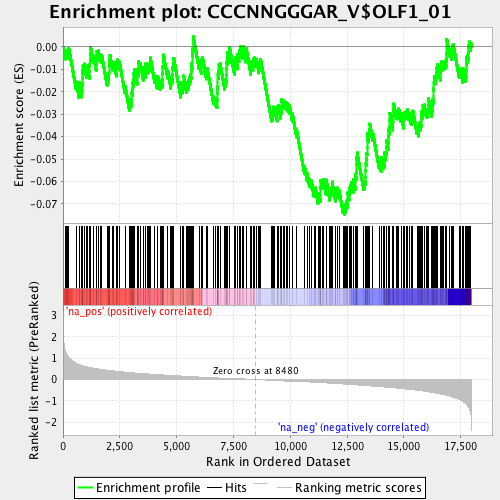 Enrichment plot: CCCNNGGGAR_V$OLF1_01
Enrichment score (ES)
0.00
-0.01
-0.02
-0.03
-0.04
-0.05
-0.06
-0.07
'na_pos' (positively correlated)
Ranked list metric (PreRanked)
3
2
1
0
-1
-2
Zero cross at 8480
'na_neg' (negatively correlated)
0
2,500
5,000
7,500
10,000
12,500
15,000
17,500
Rank in Ordered Dataset
Enrichment profile
Hits
Ranking metric scores